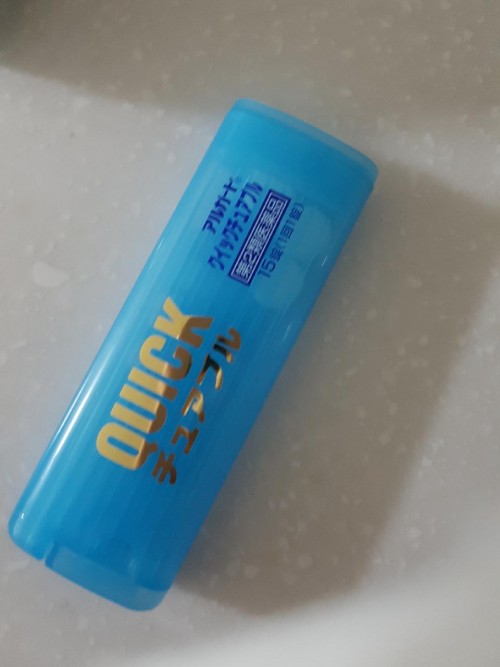 アルガード®
クイックチュアブル
第2類医薬品
15錠(1回1錠)
QUICK
チュアブル